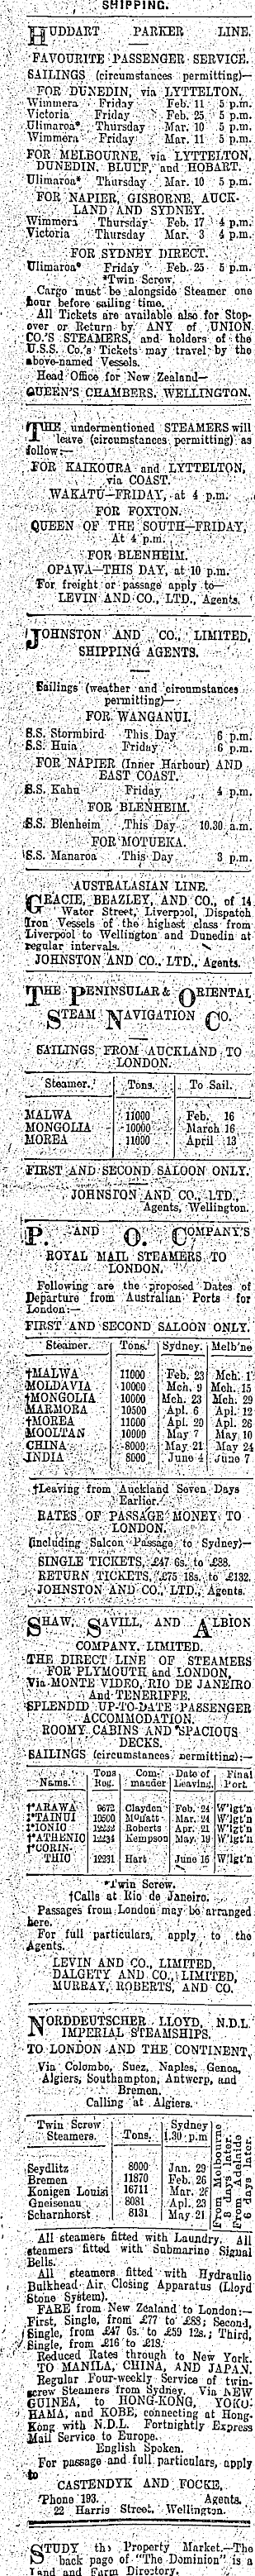 SHIPPING.
HUDDART PARKER LINE.
FAVOURITE PASSENGER SERVICE.
SAILINGS (circumstances permitting)—
FOR DUNEDIN, via LYTTELTON.
Wimmera Friday Feb. 11 5 p.m.
Victoria Friday Feb. 25 5 p.m.
Ulimaroa* Thursday Mar. 10 5 p.m.
Wimmera Friday Mar. 11 5 p.m.
FOR MELBOURNE, via LYTTELTON,
DUNEDIN, BLUFF, and HOBART.
Ulimaroa* Thursday Mar. 10 5 p.m.
FOR NAPIER, GISBORNE, AUCK-
LAND AND SYDNEY
Wimmera Thursday Feb. 17 4 p.m.
Victoria Thursday Mar. 3 4 p.m.
FOR SYDNEY DIRECT.
Ulimaroa* Friday Feb. 25 5 p.m.
*Twin Screw.
Cargo must be alongside Steamer one
hour before sailing time.
All Tickets are available also for Stop-
over or Return by ANY of UNION
CO.'S STEAMERS, and holders of the
U.S.S. Co.'s Tickets may travel by the
above-named Vessels.
Head Office for New Zealand—
QUEEN'S CHAMBERS, WELLINGTON.
THE undermentioned STEAMERS will
leave (circumstances permitting) as
follow:—
FOR KAIKOURA and LYTTELTON,
via COAST.
WAKATU—FRIDAY, at 4 p.m.
FOR FOXTON.
QUEEN OF THE SOUTH—FRIDAY,
At 4 p.m.
FOR BLENHEIM.
OPAWA—THIS DAY, at 10 p.m.
For freight or passage apply to—
LEVIN AND CO., LTD., Agents.
JOHNSTON AND CO., LIMITED,
SHIPPING AGENTS.
Sailings (weather and circumstances
permitting)—
FOR WANGANUI.
S.S. Stormbird This Day 6 p.m.
S.S. Huia Friday 6 p.m.
FOR NAPIER (Inner Harbour) AND
EAST COAST.
S.S. Kahu Friday 4 p.m.
FOR BLENHEIM.
S.S. Blenheim This Day 10.30 a.m.
FOR MOTUEKA.
S.S. Manaroa This Day 3 p.m.
AUSTRALASIAN LINE.
GRACIE, BEAZLEY, AND CO., of 14
Water Street, Liverpool, Dispatch
Iron Vessels of the highest class from
Liverpool to Wellington and Dunedin at
regular intervals.
JOHNSTON AND CO., LTD., Agents.
THE PENINSULAR & ORIENTAL
STEAM NAVIGATION CO.
SAILINGS FROM AUCKLAND TO
LONDON.
Steamer. Tons. To Sail.
MALWA 11000 Feb. 16
MONGOLIA 10000 March 16
MOREA 11000 April 13
FIRST AND SECOND SALOON ONLY.
JOHNSTON AND CO., LTD.,
Agents, Wellington.
P. AND O. COMPANY'S
ROYAL MAIL STEAMERS TO
LONDON.
Following are the proposed Dates of
Departure from Australian Ports for
London:—
FIRST AND SECOND SALOON ONLY.
Steamer. Tons. Sydney. Melb'ne
†MALWA 11000 Feb. 23 Mch. 1
MOLDAVIA 10000 Mch. 9 Mch. 15
†MONGOLIA 10000 Mch. 23 Mch. 29
MARMORA 10500 Apl. 6 Apl. 12
†MOREA 11000 Apl. 20 Apl. 26
MOOLTAN 10000 May 7 May 10
CHINA 8000 May 21 May 24
INDIA 8000 June 4 June 7
†Leaving from Auckland Seven Days
Earlier.
RATES OF PASSAGE MONEY TO
LONDON.
(including Saloon Passage to Sydney)—
SINGLE TICKETS, £47 6s. to £88.
RETURN TICKETS, £75 18s. to £132.
JOHNSTON AND CO., LTD., Agents.
SHAW, SAVILL, AND ALBION
COMPANY, LIMITED.
THE DIRECT LINE OF STEAMERS
FOR PLYMOUTH and LONDON,
Via MONTE VIDEO, RIO DE JANEIRO
And TENERIFFE.
SPLENDID UP-TO-DATE PASSENGER
ACCOMMODATION.
ROOMY CABINS AND SPACIOUS
DECKS.
SAILINGS (circumstances permitting):—
Name. Tons Reg. Com- mander Date of Leaving. Final Port.
†*ARAWA 9672 Clayden Feb. 24 W'lgt'n
†*TAINUI 10500 Moffatt Mar. 24 W'lgt'n
†*IONIC 12232 Roberts Apr. 21 W'lgt'n
†*ATHENIC 12234 Kempson May 19 W'lgt'n
†*CORIN-
THIC 12231 Hart June 16 W'lgt'n
*Twin Screw.
†Calls at Rio de Janeiro.
Passages from London may be arranged
here.
For full particulars, apply to the
Agents.
LEVIN AND CO., LIMITED,
DALGETY AND CO., LIMITED,
MURRAY, ROBERTS, AND CO.
NORDDEUTSCHER LLOYD, N.D.L.
IMPERIAL STEAMSHIPS.
TO LONDON AND THE CONTINENT,
Via Colombo, Suez, Naples, Genoa,
Algiers, Southampton, Antwerp, and
Bremen.
Calling at Algiers.
Twin Screw Steamers. Tons. Sydney 1.30 p.m From Melbourne 3 days later. From Adelaide 6 days later.
Seydlitz 8000 Jan. 29
Bremen 11870 Feb. 26
Konigen Louisi 16711 Mar. 26
Gneisenau 8081 Apl. 23
Scharnhorst 8131 May 21
All steamers fitted with Laundry. All
steamers fitted with Submarine Signal
Bells.
All steamers fitted with Hydraulio
Bulkhead Air Closing Apparatus (Lloyd
Stone System).
FARE from New Zealand to London:—
First, Single, from £77 to £88; Second,
Single, from £47 6s. to £59 12s.; Third,
Single, from £16 to £18.
Reduced Rates through to New York.
TO MANILA, CHINA, AND JAPAN.
Regular Four-weekly Service of twin-
screw Steamers from Sydney. Via NEW
GUINEA, to HONG-KONG, YOKO-
HAMA, and KOBE, connecting at Hong-
Kong with N.D.L. Fortnightly Express
Mail Service to Europe.
English Spoken.
For passage and full particulars, apply
to
CASTENDYK AND FOCKE,
'Phone 193. Agents.
22 Harris Street, Wellington.
STUDY the Property Market.—The
back page of "The Dominion" is a
Land and Farm Directory.